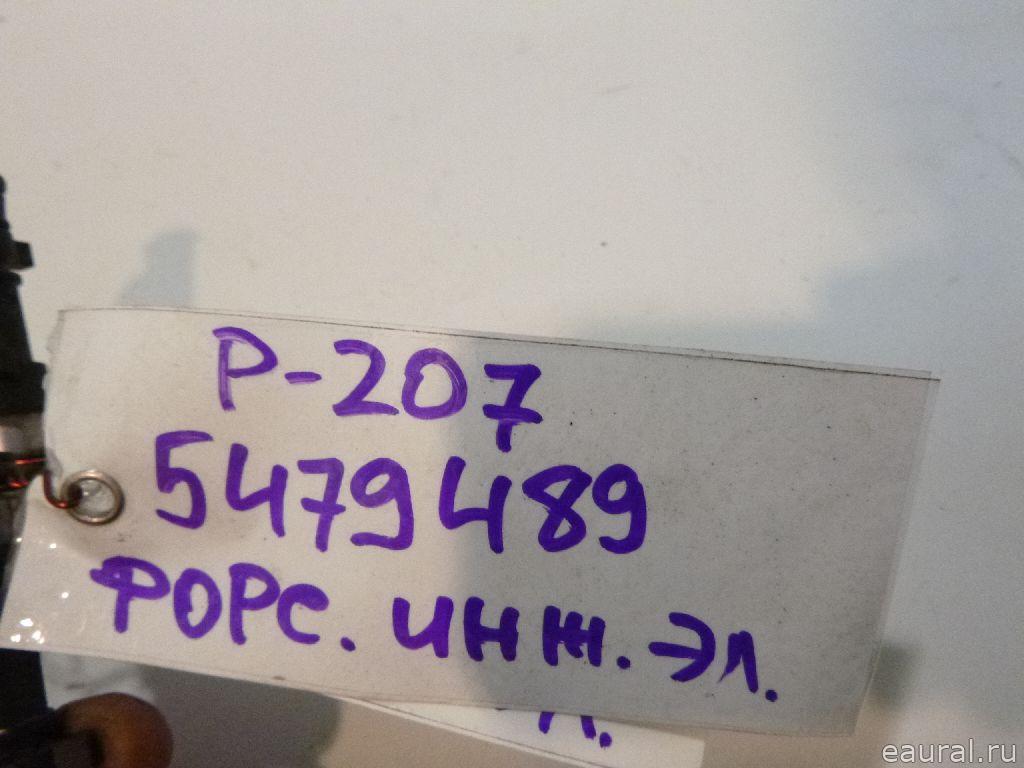 P-207
5479489
ФОРС. ИНЖ. ЭЛ.
Л.
eaural.ru